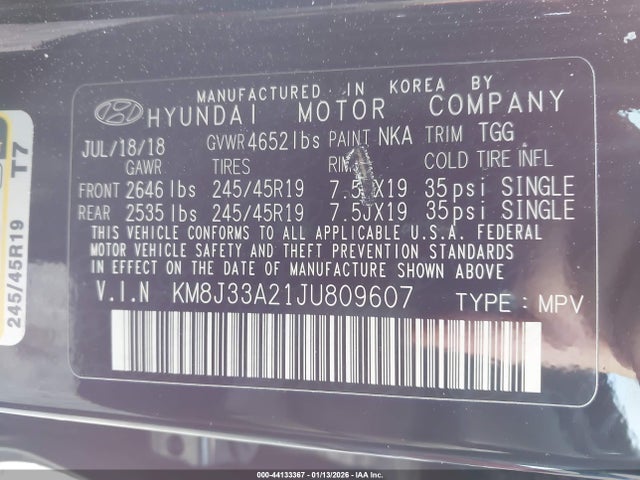 MANUFACTURED IN KOREA BY
HYUNDAI MOTOR COMPANY
JUL/18/18 GVWR 4652lbs PAINT NKA TRIM TGG
GAWR TIRES COLD TIRE INFL
FRONT 2646 lbs 245/45R19 X19 35psi SINGLE
REAR 2535 lbs 245/45R19 7.5JX19 35psi SINGLE
THIS VEHICLE CONFORMS TO ALL APPLICABLE U.S.A. FEDERAL
MOTOR VEHICLE SAFETY AND THEFT PREVENTION STANDARDS
IN EFFECT ON THE DATE OF MANUFACTURE SHOWN ABOVE
V.I.N KM8J33A21JU809607 TYPE : MPV
245/45R19 T7
000-44133367 - 01/13/2026 - IAA Inc.